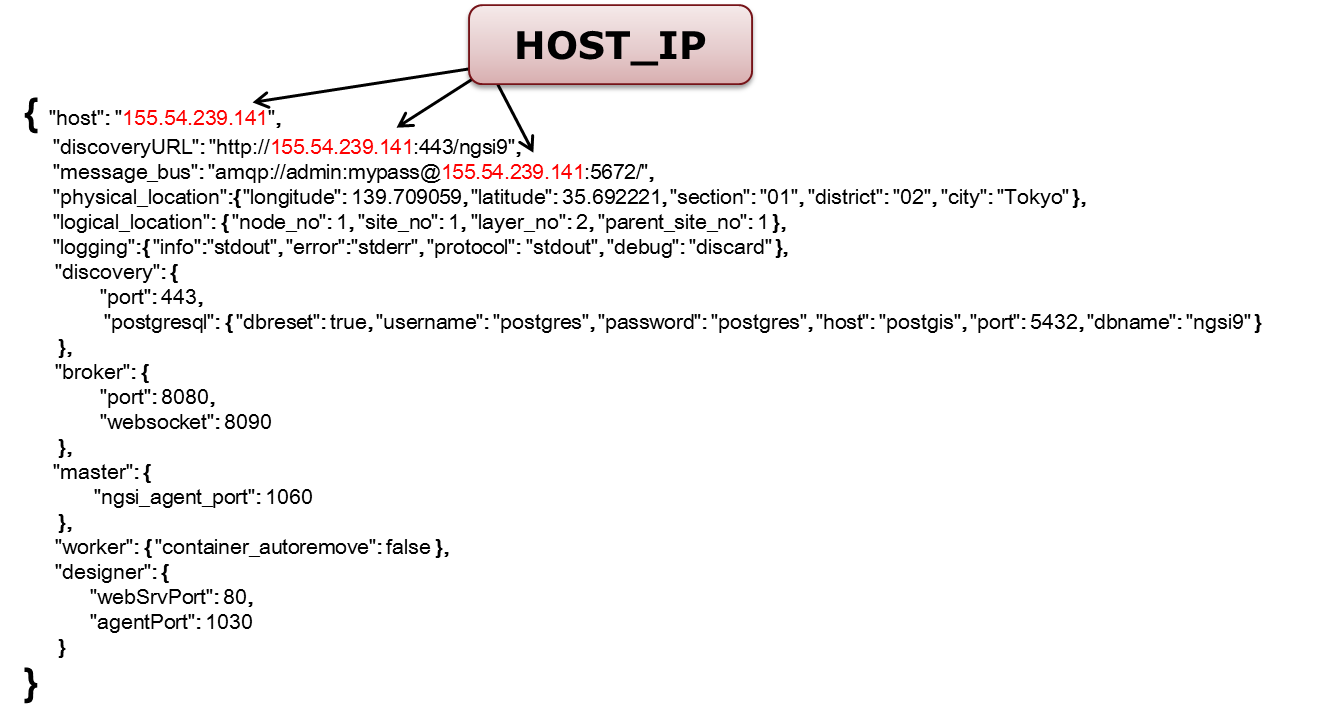 HOST_IP
{ "host": "155.54.239.141",
"discoveryURL": "http://155.54.239.141:443/ngsi9",
"message_bus": "amqp://admin:mypass@155.54.239.141:5672/",
"physical_location":{"longitude": 139.709059,"latitude": 35.692221,"section": "01","district": "02","city": "Tokyo"},
"logical_location": {"node_no": 1, "site_no": 1,"layer_no": 2,"parent_site_no": 1},
"logging":{"info":"stdout","error":"stderr","protocol": "stdout","debug": "discard"},
"discovery": {
"port": 443,
"postgresql": {"dbreset": true,"username": "postgres","password": "postgres","host": "postgis","port": 5432,"dbname": "ngsi9"}
},
"broker": {
"port": 8080,
"websocket": 8090
},
"master": {
"ngsi_agent_port": 1060
},
"worker": {"container_autoremove": false},
"designer": {
"webSrvPort": 80,
"agentPort": 1030
}
}